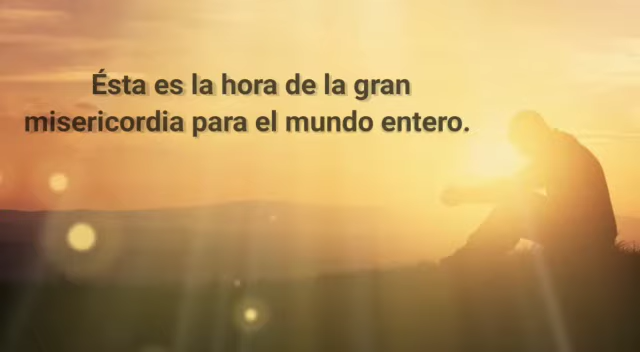 Ésta es la hora de la gran
misericordia para el mundo entero.